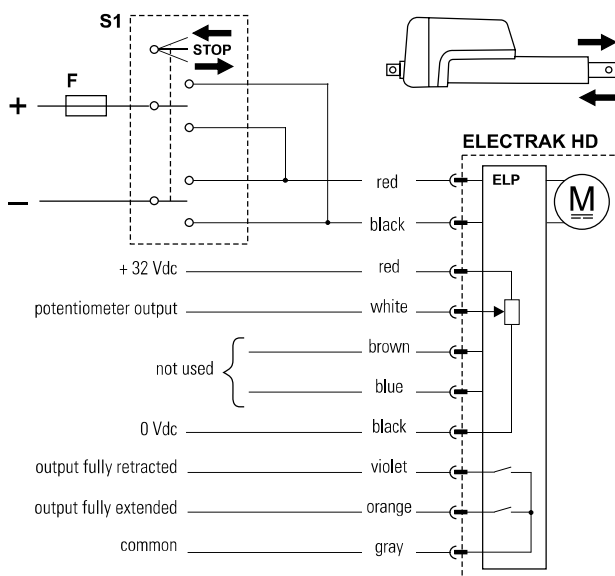 S1
STOP
F
+
−
ELECTRAK HD
ELP
M
red
black
+ 32 Vdc red
potentiometer output white
brown
not used
blue
0 Vdc black
output fully retracted violet
output fully extended orange
common gray